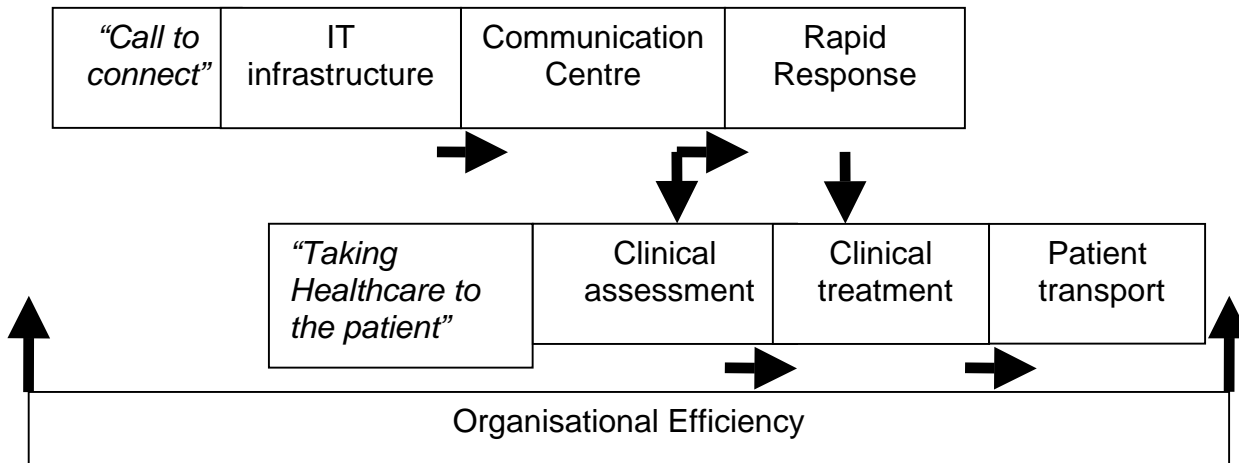 “Call to
connect”
IT
infrastructure
Communication
Centre
Rapid
Response
“Taking
Healthcare to
the patient”
Clinical
assessment
Clinical
treatment
Patient
transport
Organisational Efficiency